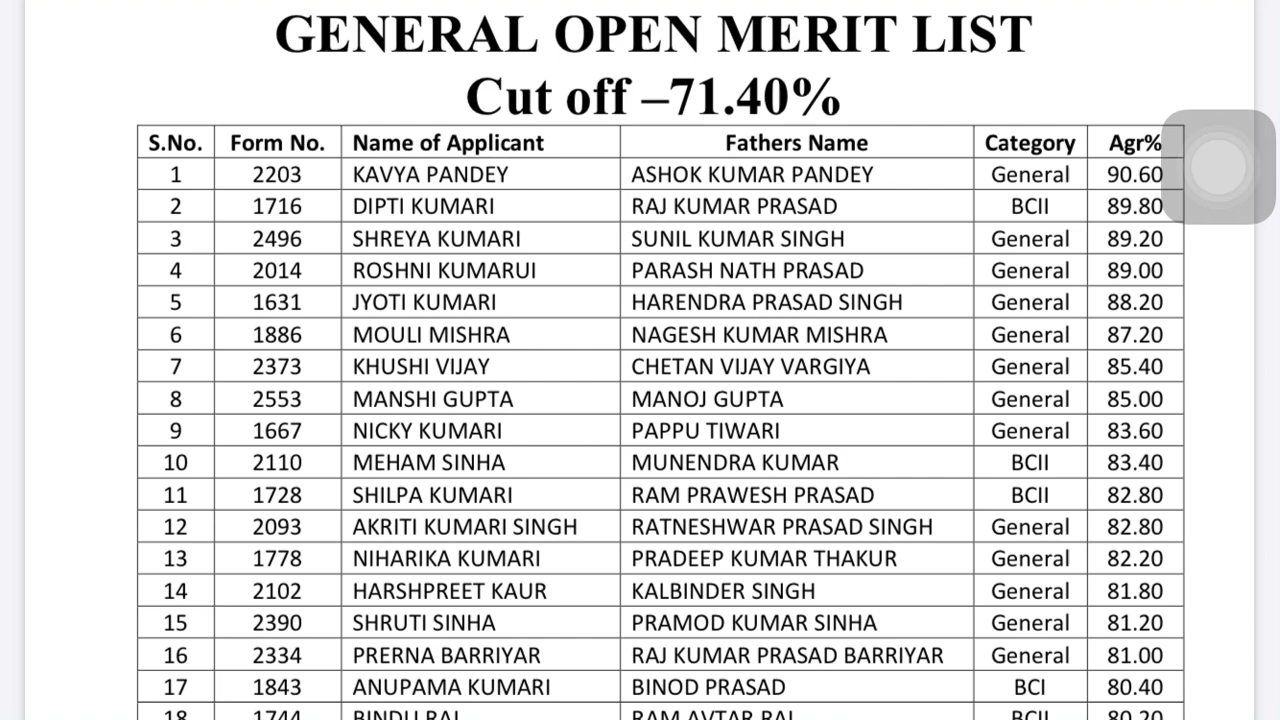 GENERAL OPEN MERIT LIST
Cut off –71.40%
S.No. Form No. Name of Applicant Fathers Name Category Agr%
1 2203 KAVYA PANDEY ASHOK KUMAR PANDEY General 90.60
2 1716 DIPTI KUMARI RAJ KUMAR PRASAD BCII 89.80
3 2496 SHREYA KUMARI SUNIL KUMAR SINGH General 89.20
4 2014 ROSHNI KUMARUI PARASH NATH PRASAD General 89.00
5 1631 JYOTI KUMARI HARENDRA PRASAD SINGH General 88.20
6 1886 MOULI MISHRA NAGESH KUMAR MISHRA General 87.20
7 2373 KHUSHI VIJAY CHETAN VIJAY VARGIYA General 85.40
8 2553 MANSHI GUPTA MANOJ GUPTA General 85.00
9 1667 NICKY KUMARI PAPPU TIWARI General 83.60
10 2110 MEHAM SINHA MUNENDRA KUMAR BCII 83.40
11 1728 SHILPA KUMARI RAM PRAWESH PRASAD BCII 82.80
12 2093 AKRITI KUMARI SINGH RATNESHWAR PRASAD SINGH General 82.80
13 1778 NIHARIKA KUMARI PRADEEP KUMAR THAKUR General 82.20
14 2102 HARSHPREET KAUR KALBINDER SINGH General 81.80
15 2390 SHRUTI SINHA PRAMOD KUMAR SINHA General 81.20
16 2334 PRERNA BARRIYAR RAJ KUMAR PRASAD BARRIYAR General 81.00
17 1843 ANUPAMA KUMARI BINOD PRASAD BCI 80.40
18 1744 BINDU RAM AVTAR BCII 80.20